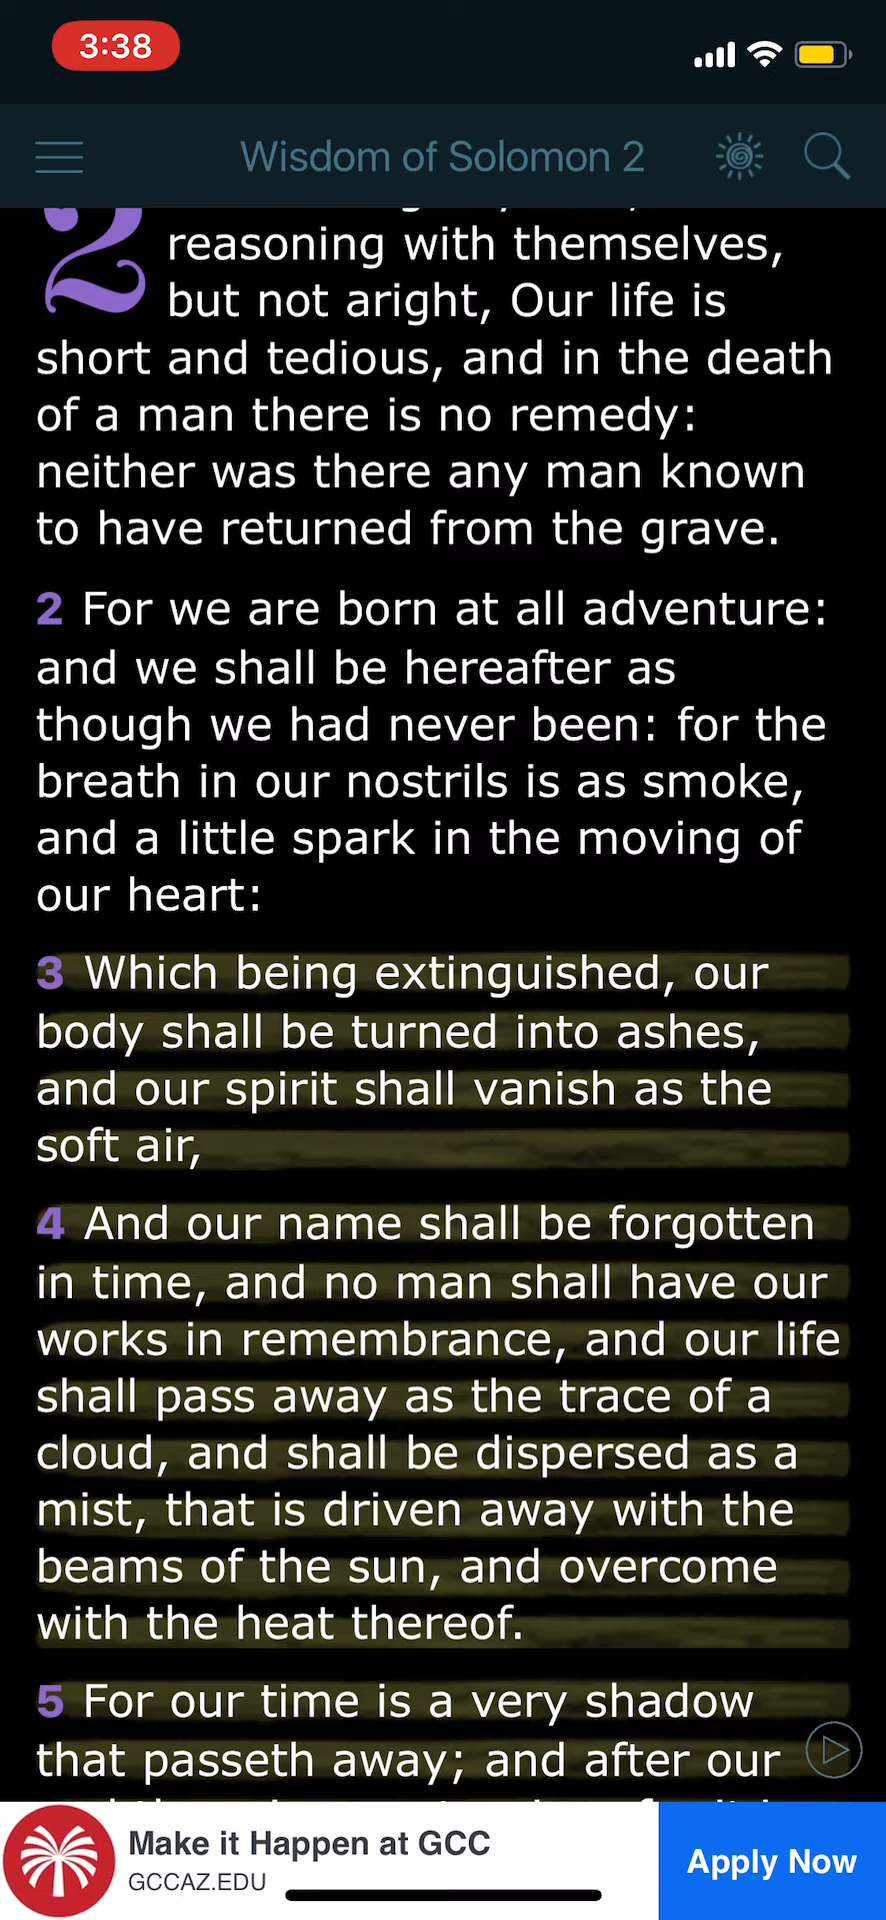 3:38
Wisdom of Solomon 2
2
reasoning with themselves,
but not aright, Our life is
short and tedious, and in the death
of a man there is no remedy:
neither was there any man known
to have returned from the grave.
2 For we are born at all adventure:
and we shall be hereafter as
though we had never been: for the
breath in our nostrils is as smoke,
and a little spark in the moving of
our heart:
3 Which being extinguished, our
body shall be turned into ashes,
and our spirit shall vanish as the
soft air,
4 And our name shall be forgotten
in time, and no man shall have our
works in remembrance, and our life
shall pass away as the trace of a
cloud, and shall be dispersed as a
mist, that is driven away with the
beams of the sun, and overcome
with the heat thereof.
5 For our time is a very shadow
that passeth away; and after our
Make it Happen at GCC
GCCAZ.EDU
Apply Now